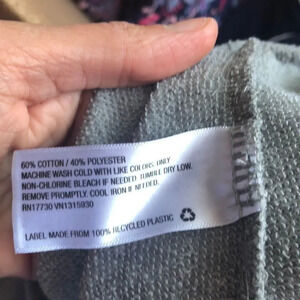 60% COTTON / 40% POLYESTER
MACHINE WASH COLD WITH LIKE COLORS ONLY
NON-CHLORINE BLEACH IF NEEDED. TUMBLE DRY LOW.
REMOVE PROMPTLY. COOL IRON IF NEEDED.
RN17730 VN1315930
LABEL MADE FROM 100% RECYCLED PLASTIC